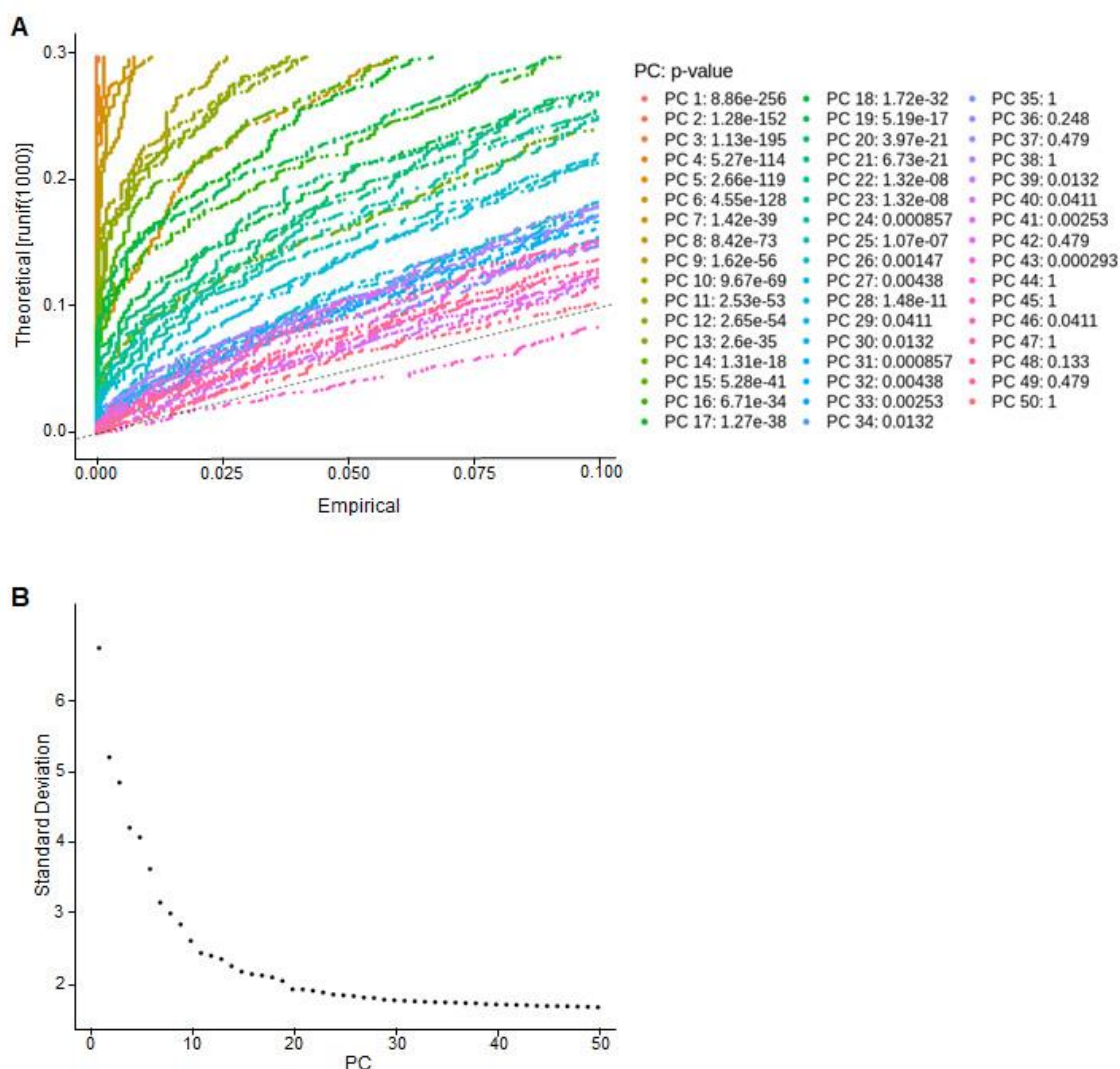 A
0.3
0.2
0.1
0.0
Theoretical [runif(1 000)]
0.000 0.025 0.050 0.075 0.100
Empirical
PC: p-value
PC 1: 8.86e-256 PC 18: 1.72e-32 PC 35: 1
PC 2: 1.28e-152 PC 19: 5.19e-17 PC 36: 0.248
PC 3: 1.13e-195 PC 20: 3.97e-21 PC 37: 0.479
PC 4: 5.27e-114 PC 21: 6.73e-21 PC 38: 1
PC 5: 2.66e-119 PC 22: 1.32e-08 PC 39: 0.0132
PC 6: 4.55e-128 PC 23: 1.32e-08 PC 40: 0.0411
PC 7: 1.42e-39 PC 24: 0.000857 PC 41: 0.00253
PC 8: 8.42e-73 PC 25: 1.07e-07 PC 42: 0.479
PC 9: 1.62e-56 PC 26: 0.00147 PC 43: 0.000293
PC 10: 9.67e-69 PC 27: 0.00438 PC 44: 1
PC 11: 2.53e-53 PC 28: 1.48e-11 PC 45: 1
PC 12: 2.65e-54 PC 29: 0.0411 PC 46: 0.0411
PC 13: 2.6e-35 PC 30: 0.0132 PC 47: 1
PC 14: 1.31e-18 PC 31: 0.000857 PC 48: 0.133
PC 15: 5.28e-41 PC 32: 0.00438 PC 49: 0.479
PC 16: 6.71e-34 PC 33: 0.00253 PC 50: 1
PC 17: 1.27e-38 PC 34: 0.0132
B
6
5
4
3
2
Standard Deviation
0 10 20 30 40 50
PC